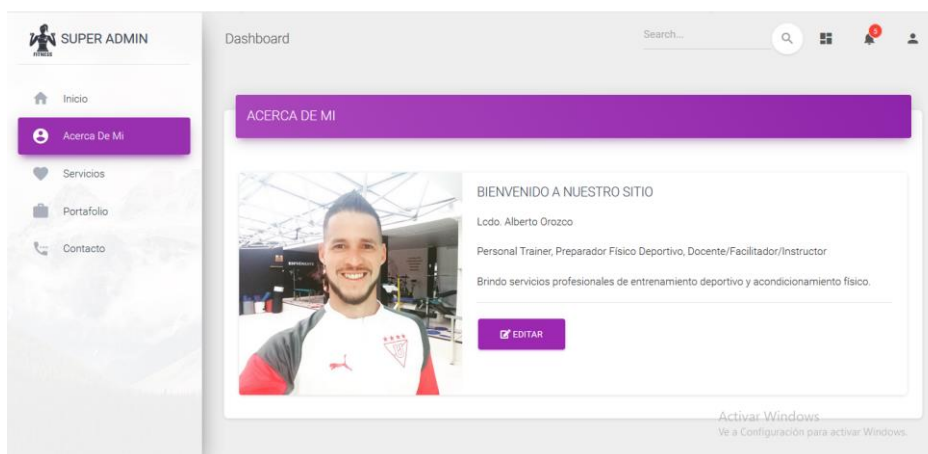 FITNESS
SUPER ADMIN
Dashboard
Search...
5
Inicio
Acerca De Mi
Servicios
Portafolio
Contacto
ACERCA DE MI
BIENVENIDO A NUESTRO SITIO
Lcdo. Alberto Orozco
Personal Trainer, Preparador Físico Deportivo, Docente/Facilitador/Instructor
Brindo servicios profesionales de entrenamiento deportivo y acondicionamiento físico.
EDITAR
Activar Windows
Ve a Configuración para activar Windows.